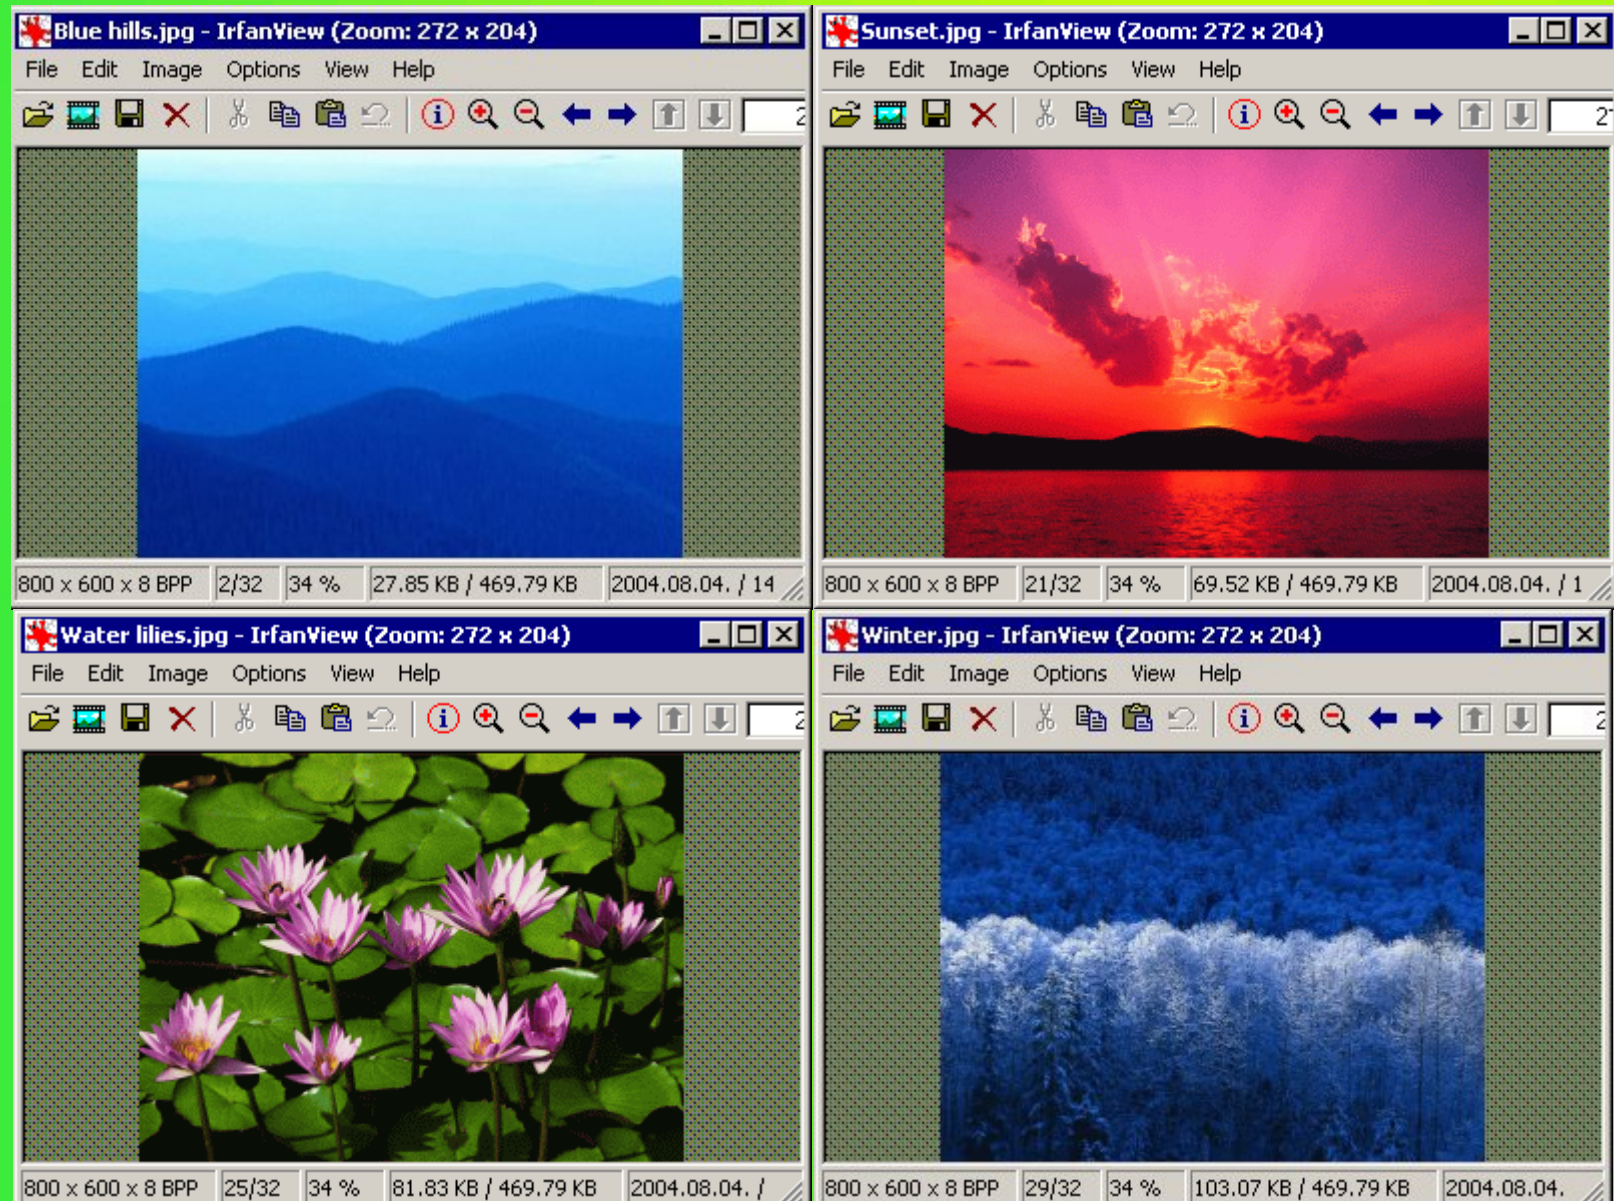 Blue hills.jpg - IrfanView (Zoom: 272 x 204)
File Edit Image Options View Help
2
800 x 600 x 8 BPP 2/32 34 % 27.85 KB / 469.79 KB 2004.08.04. / 14
Sunset.jpg - IrfanView (Zoom: 272 x 204)
File Edit Image Options View Help
2
800 x 600 x 8 BPP 21/32 34 % 69.52 KB / 469.79 KB 2004.08.04. / 1
Water lilies.jpg - IrfanView (Zoom: 272 x 204)
File Edit Image Options View Help
2
800 x 600 x 8 BPP 25/32 34 % 81.83 KB / 469.79 KB 2004.08.04. /
Winter.jpg - IrfanView (Zoom: 272 x 204)
File Edit Image Options View Help
2
800 x 600 x 8 BPP 29/32 34 % 103.07 KB / 469.79 KB 2004.08.04.